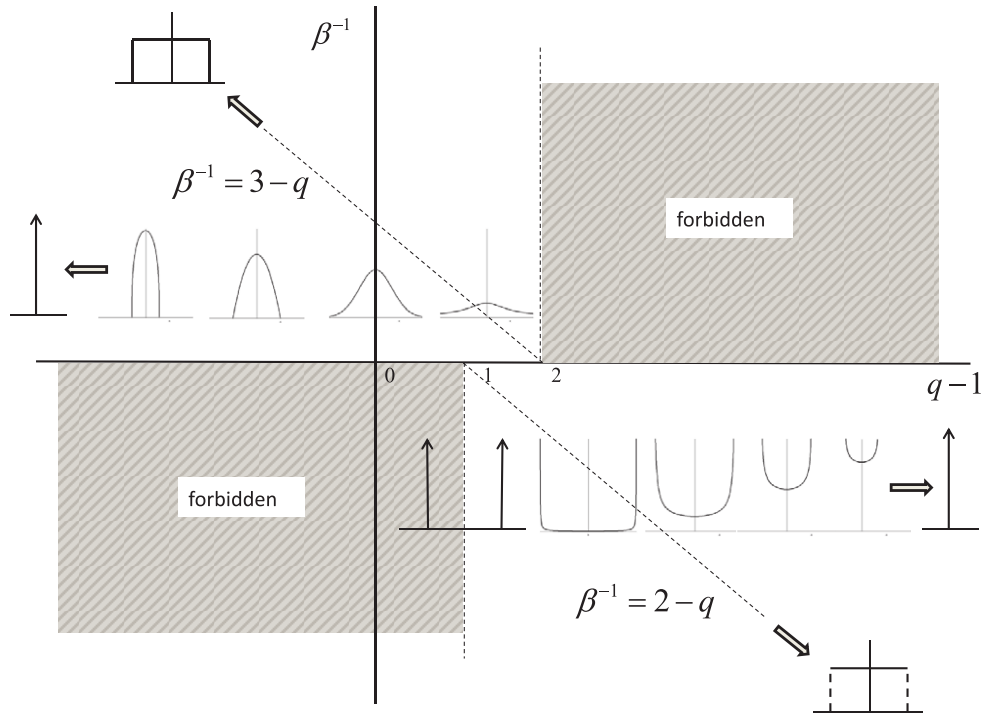 β⁻¹
β⁻¹ = 3 – q
forbidden
0
1
2
q – 1
forbidden
β⁻¹ = 2 – q